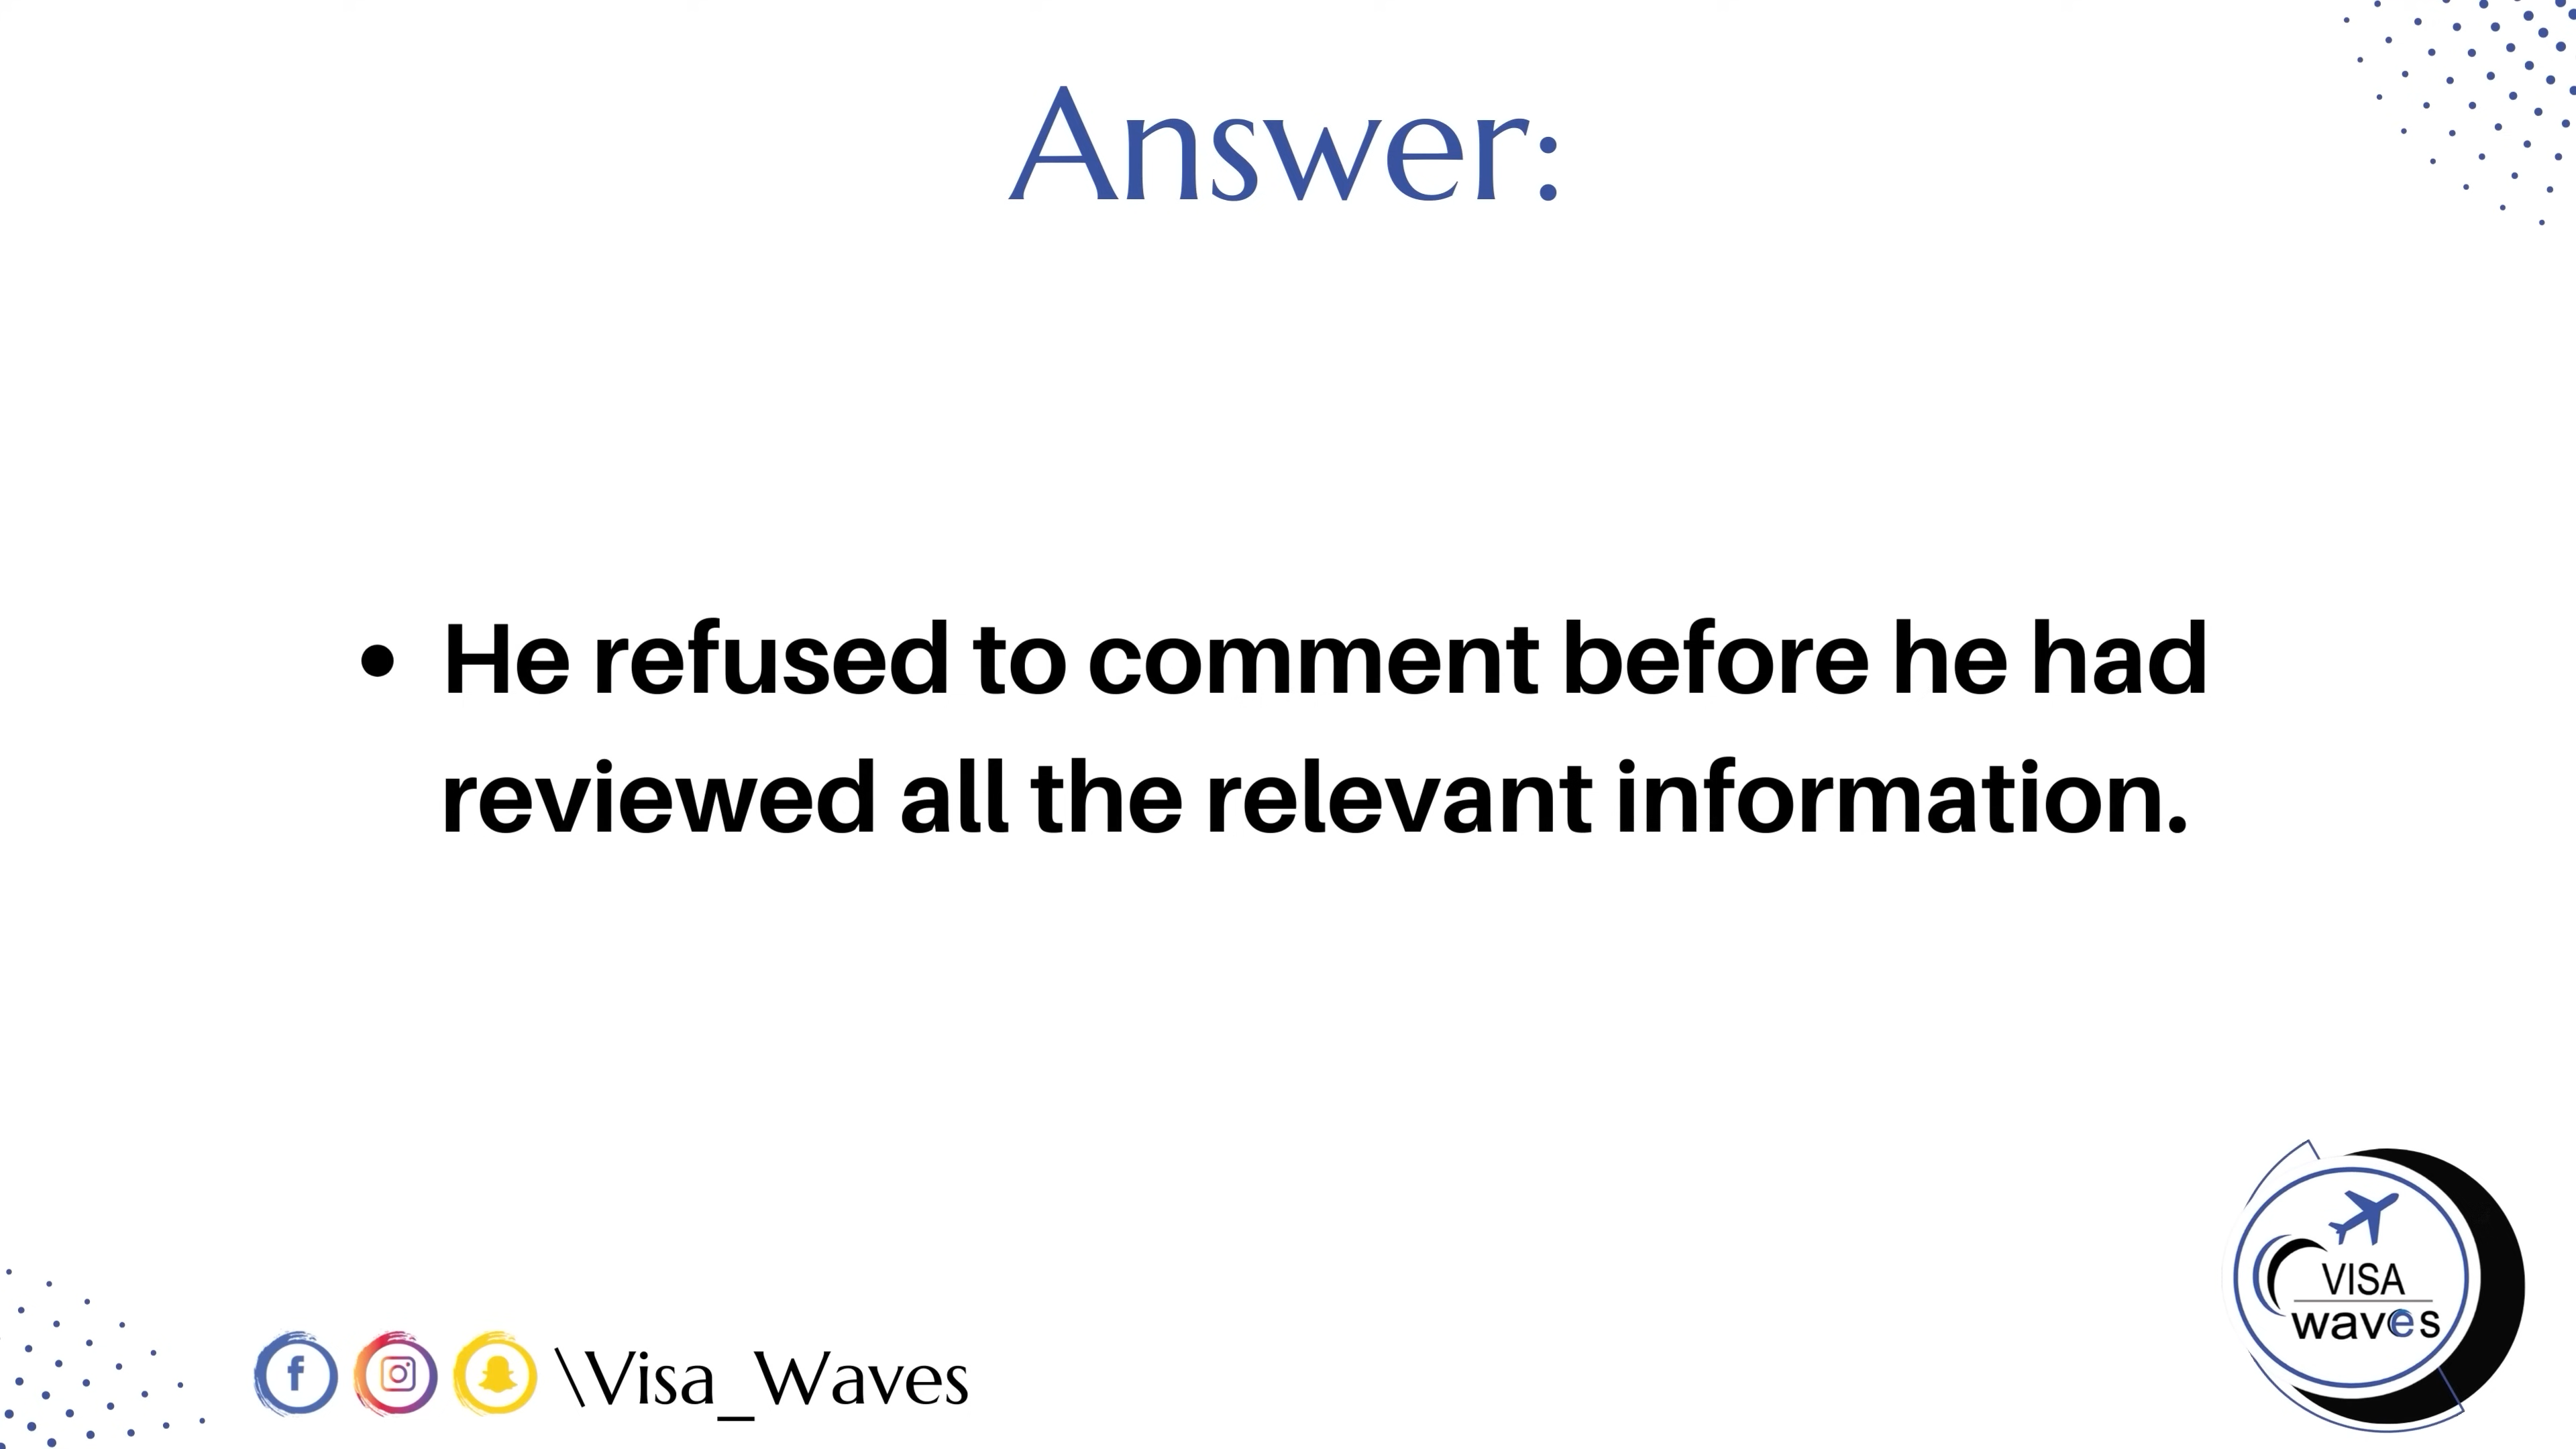 Answer:
• He refused to comment before he had
reviewed all the relevant information.
VISA
waves
\Visa_Waves